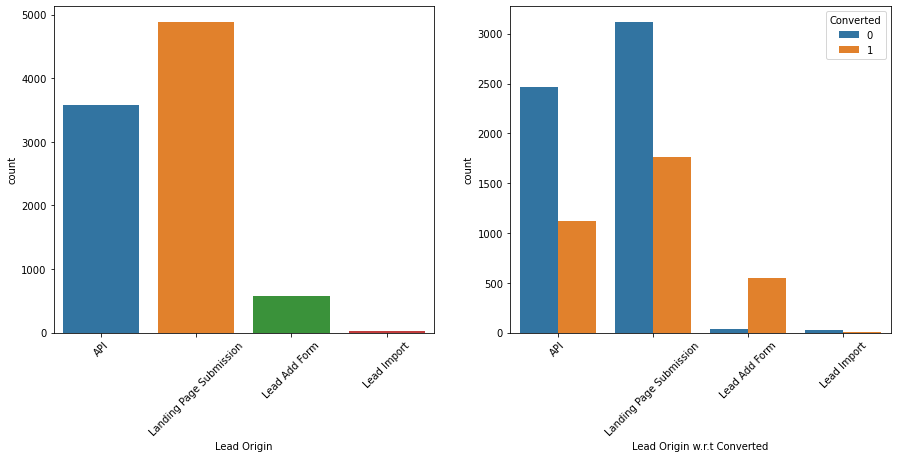 5000
4000
3000
2000
1000
0
count
API
Landing Page Submission
Lead Add Form
Lead Import
Lead Origin
3000
2500
2000
1500
1000
500
0
count
Converted
0
1
API
Landing Page Submission
Lead Add Form
Lead Import
Lead Origin w.r.t Converted